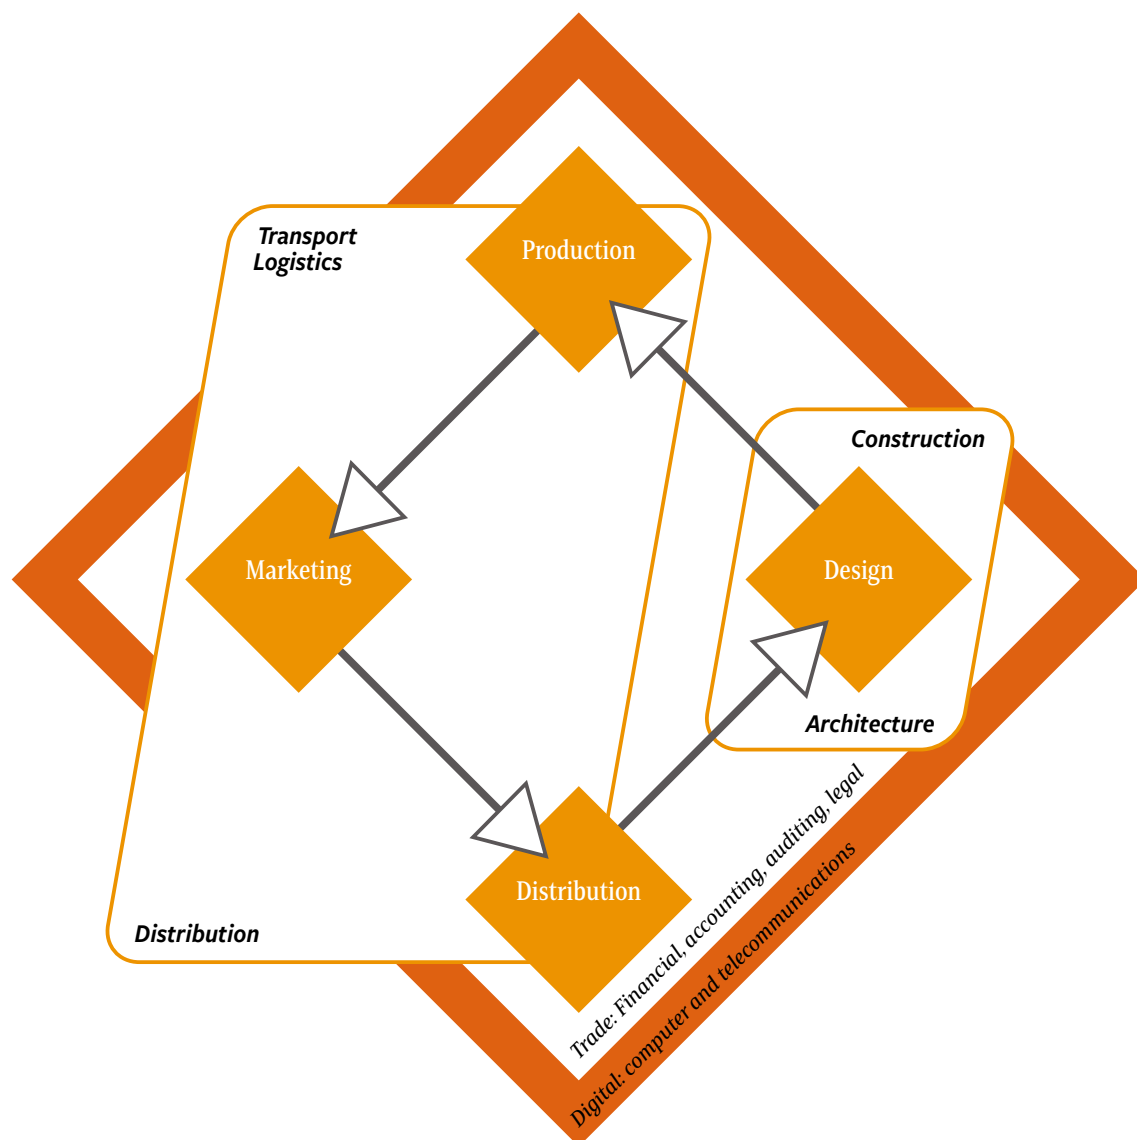 Transport
Logistics
Production
Construction
Marketing
Design
Architecture
Distribution
Distribution
Trade: Financial, accounting, auditing, legal
Digital: computer and telecommunications